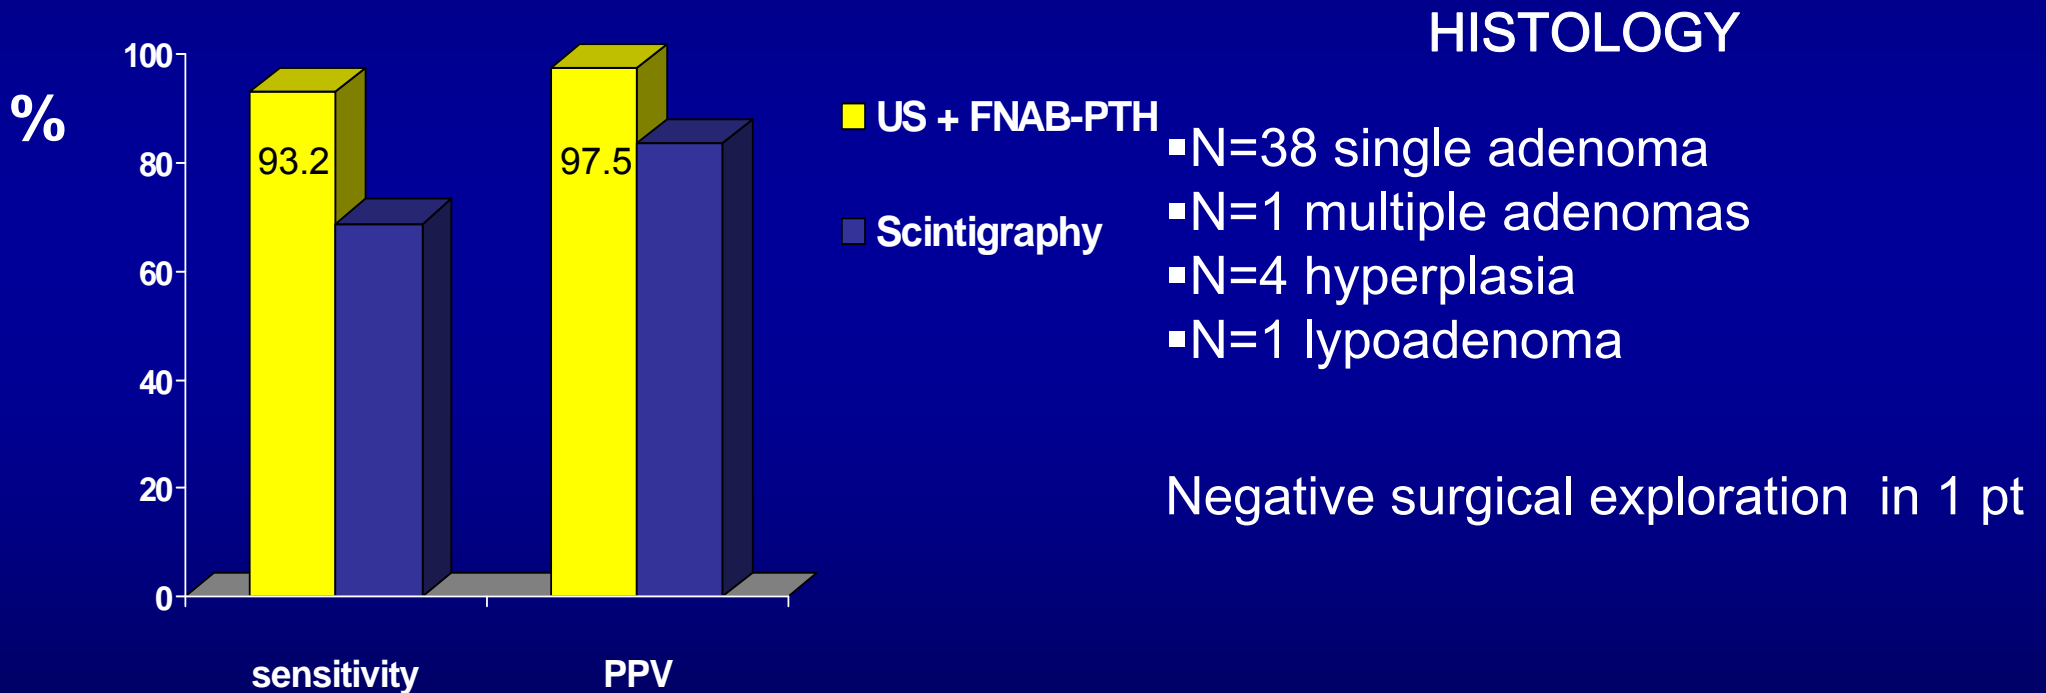 HISTOLOGY
%
100
80
60
40
20
0
93.2
97.5
sensitivity
PPV
US + FNAB-PTH
Scintigraphy
▪N=38 single adenoma
▪N=1 multiple adenomas
▪N=4 hyperplasia
▪N=1 lypoadenoma
Negative surgical exploration in 1 pt